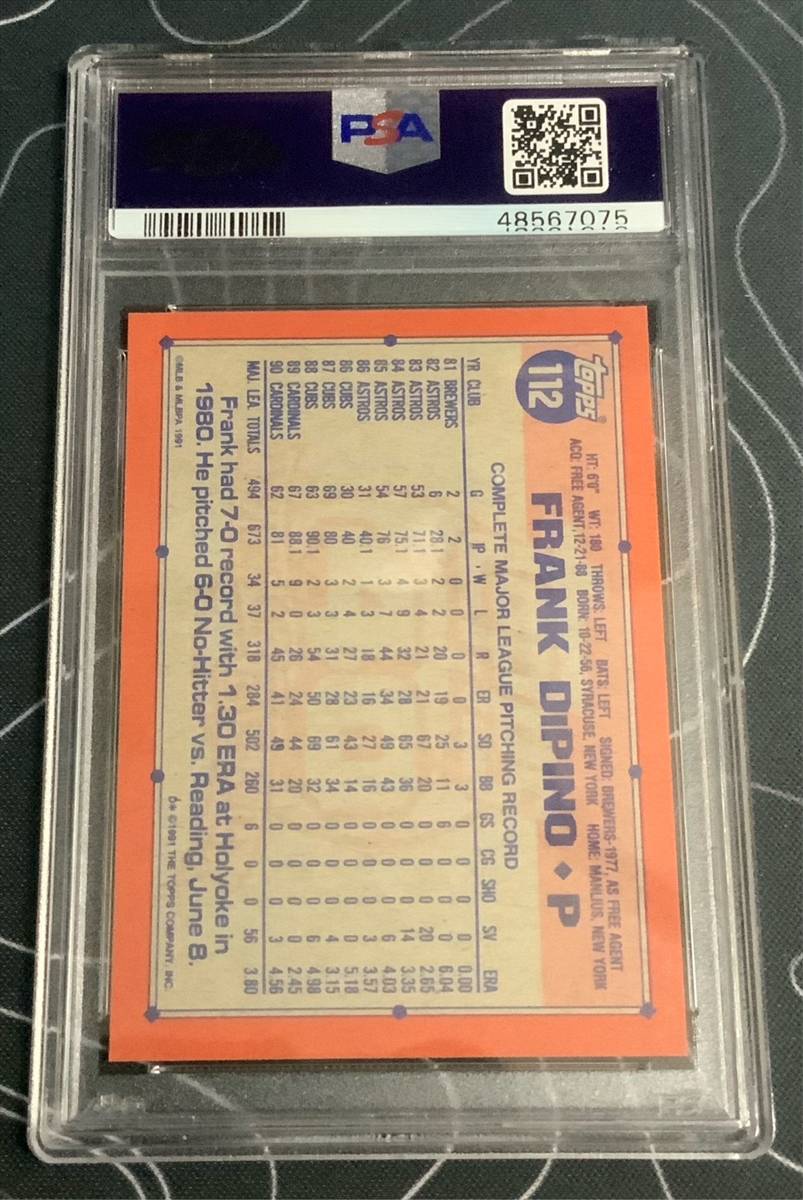 PSA
48567075
topps®
112
HT: 6'0" WT: 180 THROWS: LEFT BATS: LEFT SIGNED: BREWERS-1977, AS FREE AGENT
ACQ: FREE AGENT, 12-21-88 BORN: 10-22-56, SYRACUSE, NEW YORK HOME: MANLIUS, NEW YORK
FRANK DiPINO ♦ P
COMPLETE MAJOR LEAGUE PITCHING RECORD
YR CLUB G IP W L R ER SO BB GS CG SHO SV ERA
81 BREWERS 2 2 0 0 0 0 3 3 0 0 0 0 0.00
82 ASTROS 6 28.1 2 2 20 19 25 11 6 0 0 0 6.04
83 ASTROS 53 71.1 3 4 21 21 67 20 0 0 0 20 2.65
84 ASTROS 57 75.1 4 9 32 28 65 36 0 0 0 14 3.35
85 ASTROS 54 76 3 7 44 34 49 43 0 0 0 6 4.03
86 ASTROS 31 40.1 1 3 18 16 27 16 0 0 0 3 3.57
86 CUBS 30 40 2 4 27 23 43 14 0 0 0 0 5.18
87 CUBS 69 80 3 3 31 28 61 34 0 0 0 4 3.15
88 CUBS 63 90.1 2 3 54 50 69 32 0 0 0 6 4.98
89 CARDINALS 67 88.1 9 0 26 24 44 20 0 0 0 0 2.45
90 CARDINALS 62 81 5 2 45 41 49 31 0 0 0 3 4.56
MAJ. LEA. TOTALS 494 673 34 37 318 284 502 260 6 0 0 56 3.80
Frank had 7-0 record with 1.30 ERA at Holyoke in
1980. He pitched 6-0 No-Hitter vs. Reading, June 8.
©MLB & MLBPA 1991
6* ©1991 THE TOPPS COMPANY, INC.